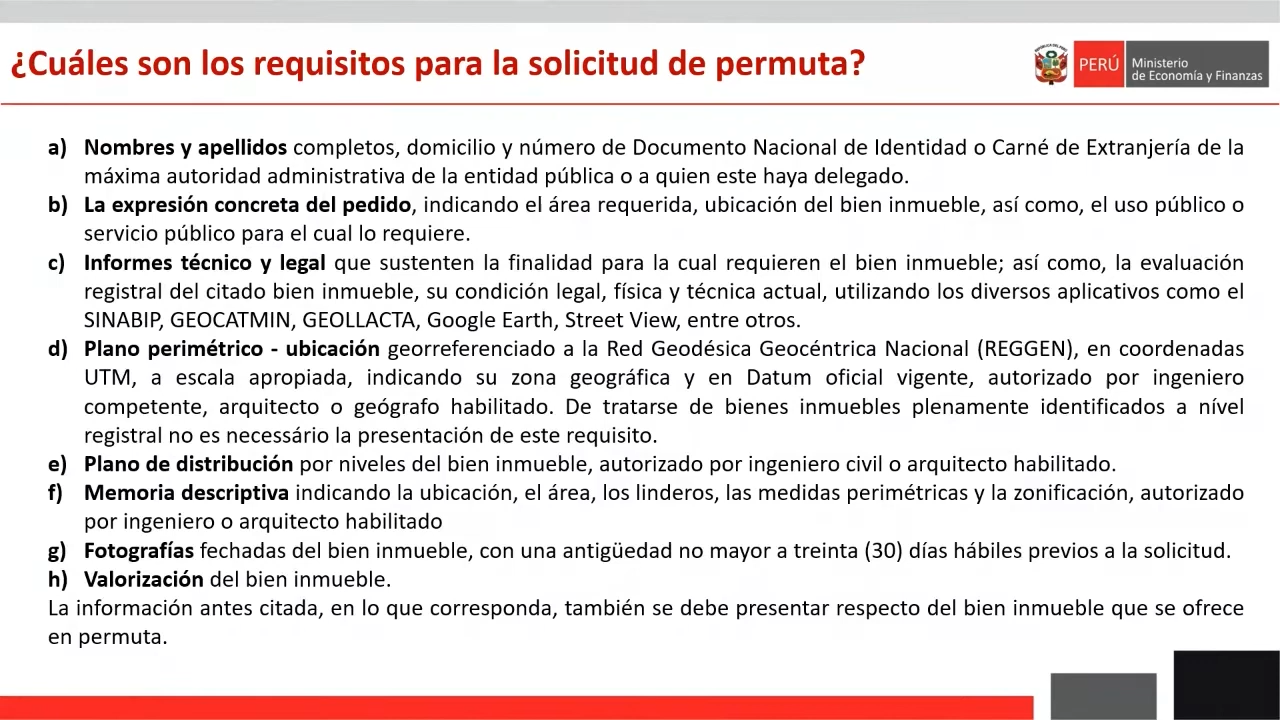 ¿Cuáles son los requisitos para la solicitud de permuta?
PERÚ
Ministerio
de Economía y Finanzas
a) Nombres y apellidos completos, domicilio y número de Documento Nacional de Identidad o Carné de Extranjería de la
máxima autoridad administrativa de la entidad pública o a quien este haya delegado.
b) La expresión concreta del pedido, indicando el área requerida, ubicación del bien inmueble, así como, el uso público o
servicio público para el cual lo requiere.
c) Informes técnico y legal que sustenten la finalidad para la cual requieren el bien inmueble; así como, la evaluación
registral del citado bien inmueble, su condición legal, física y técnica actual, utilizando los diversos aplicativos como el
SINABIP, GEOCATMIN, GEOLLACTA, Google Earth, Street View, entre otros.
d) Plano perimétrico - ubicación georreferenciado a la Red Geodésica Geocéntrica Nacional (REGGEN), en coordenadas
UTM, a escala apropiada, indicando su zona geográfica y en Datum oficial vigente, autorizado por ingeniero
competente, arquitecto o geógrafo habilitado. De tratarse de bienes inmuebles plenamente identificados a nível
registral no es necessário la presentación de este requisito.
e) Plano de distribución por niveles del bien inmueble, autorizado por ingeniero civil o arquitecto habilitado.
f) Memoria descriptiva indicando la ubicación, el área, los linderos, las medidas perimétricas y la zonificación, autorizado
por ingeniero o arquitecto habilitado
g) Fotografías fechadas del bien inmueble, con una antigüedad no mayor a treinta (30) días hábiles previos a la solicitud.
h) Valorización del bien inmueble.
La información antes citada, en lo que corresponda, también se debe presentar respecto del bien inmueble que se ofrece
en permuta.